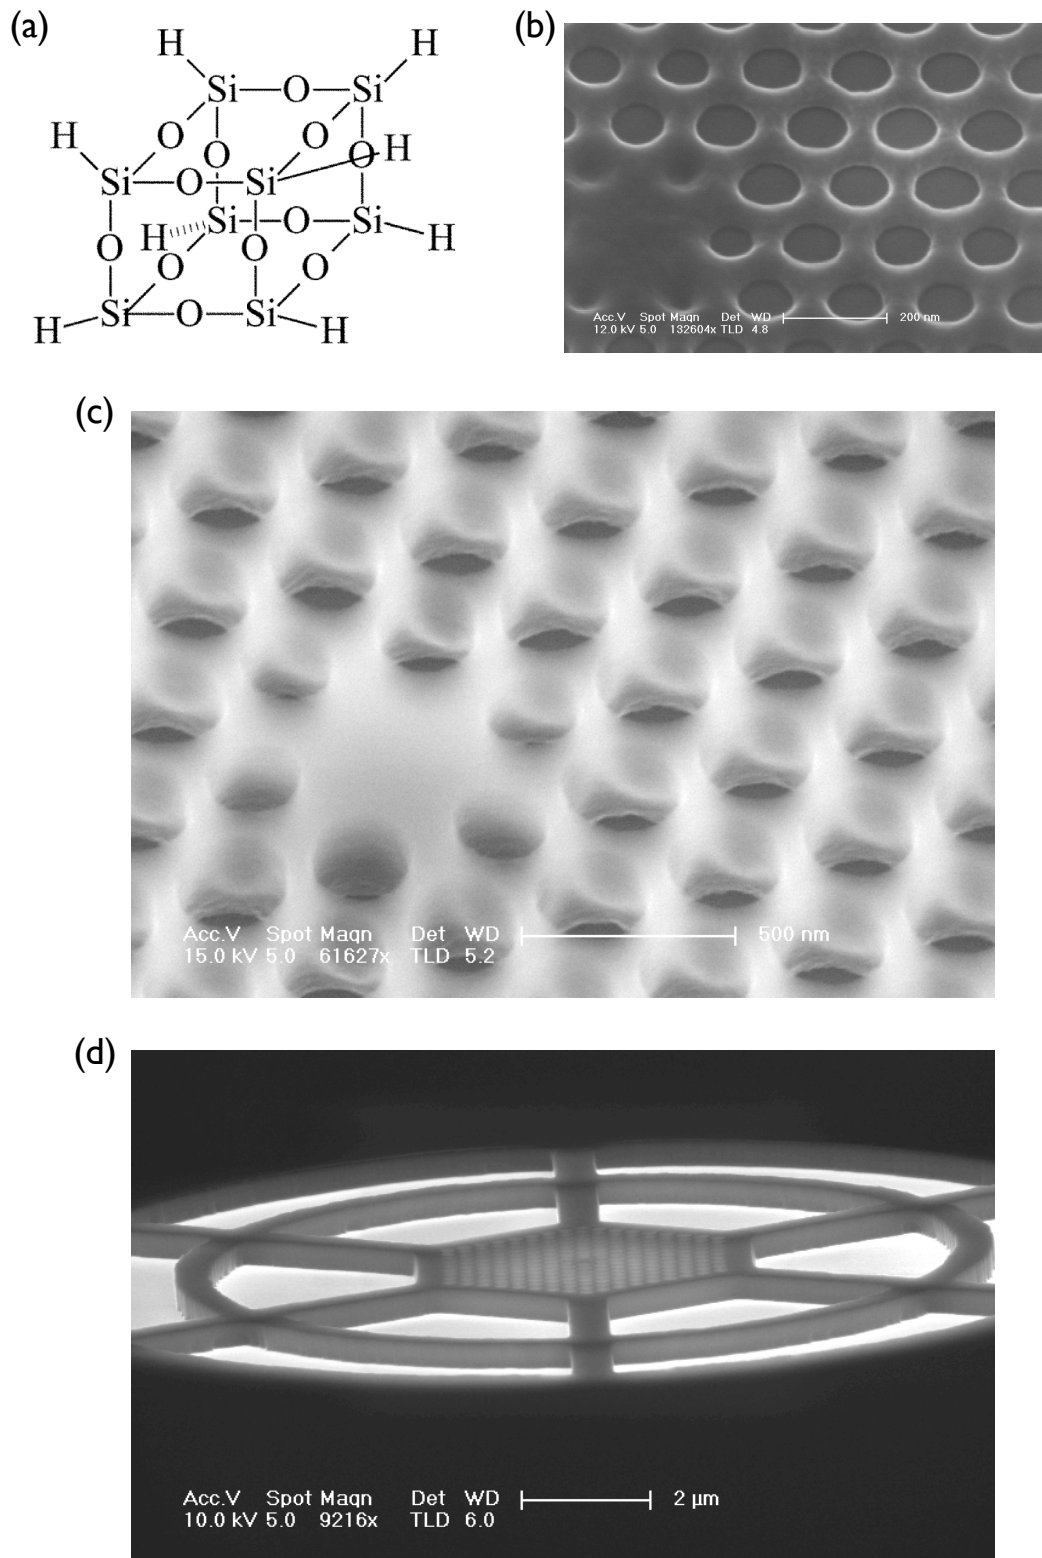 (a)
H H
Si O Si
O O
H O O H
Si O Si
Si O Si
H H
O O
O O
Si O Si
H H
(b)
Acc.V Spot Magn Det WD 200 nm
12.0 kV 5.0 132604x TLD 4.8
(c)
Acc.V Spot Magn Det WD 500 nm
15.0 kV 5.0 61627x TLD 5.2
(d)
Acc.V Spot Magn Det WD 2 µm
10.0 kV 5.0 9216x TLD 6.0